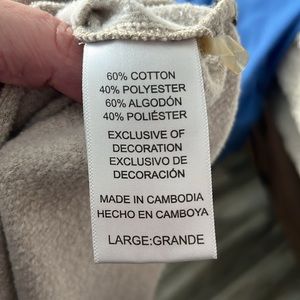 60% COTTON
40% POLYESTER
60% ALGODÓN
40% POLIÉSTER
EXCLUSIVE OF
DECORATION
EXCLUSIVO DE
DECORACIÓN
MADE IN CAMBODIA
HECHO EN CAMBOYA
LARGE:GRANDE